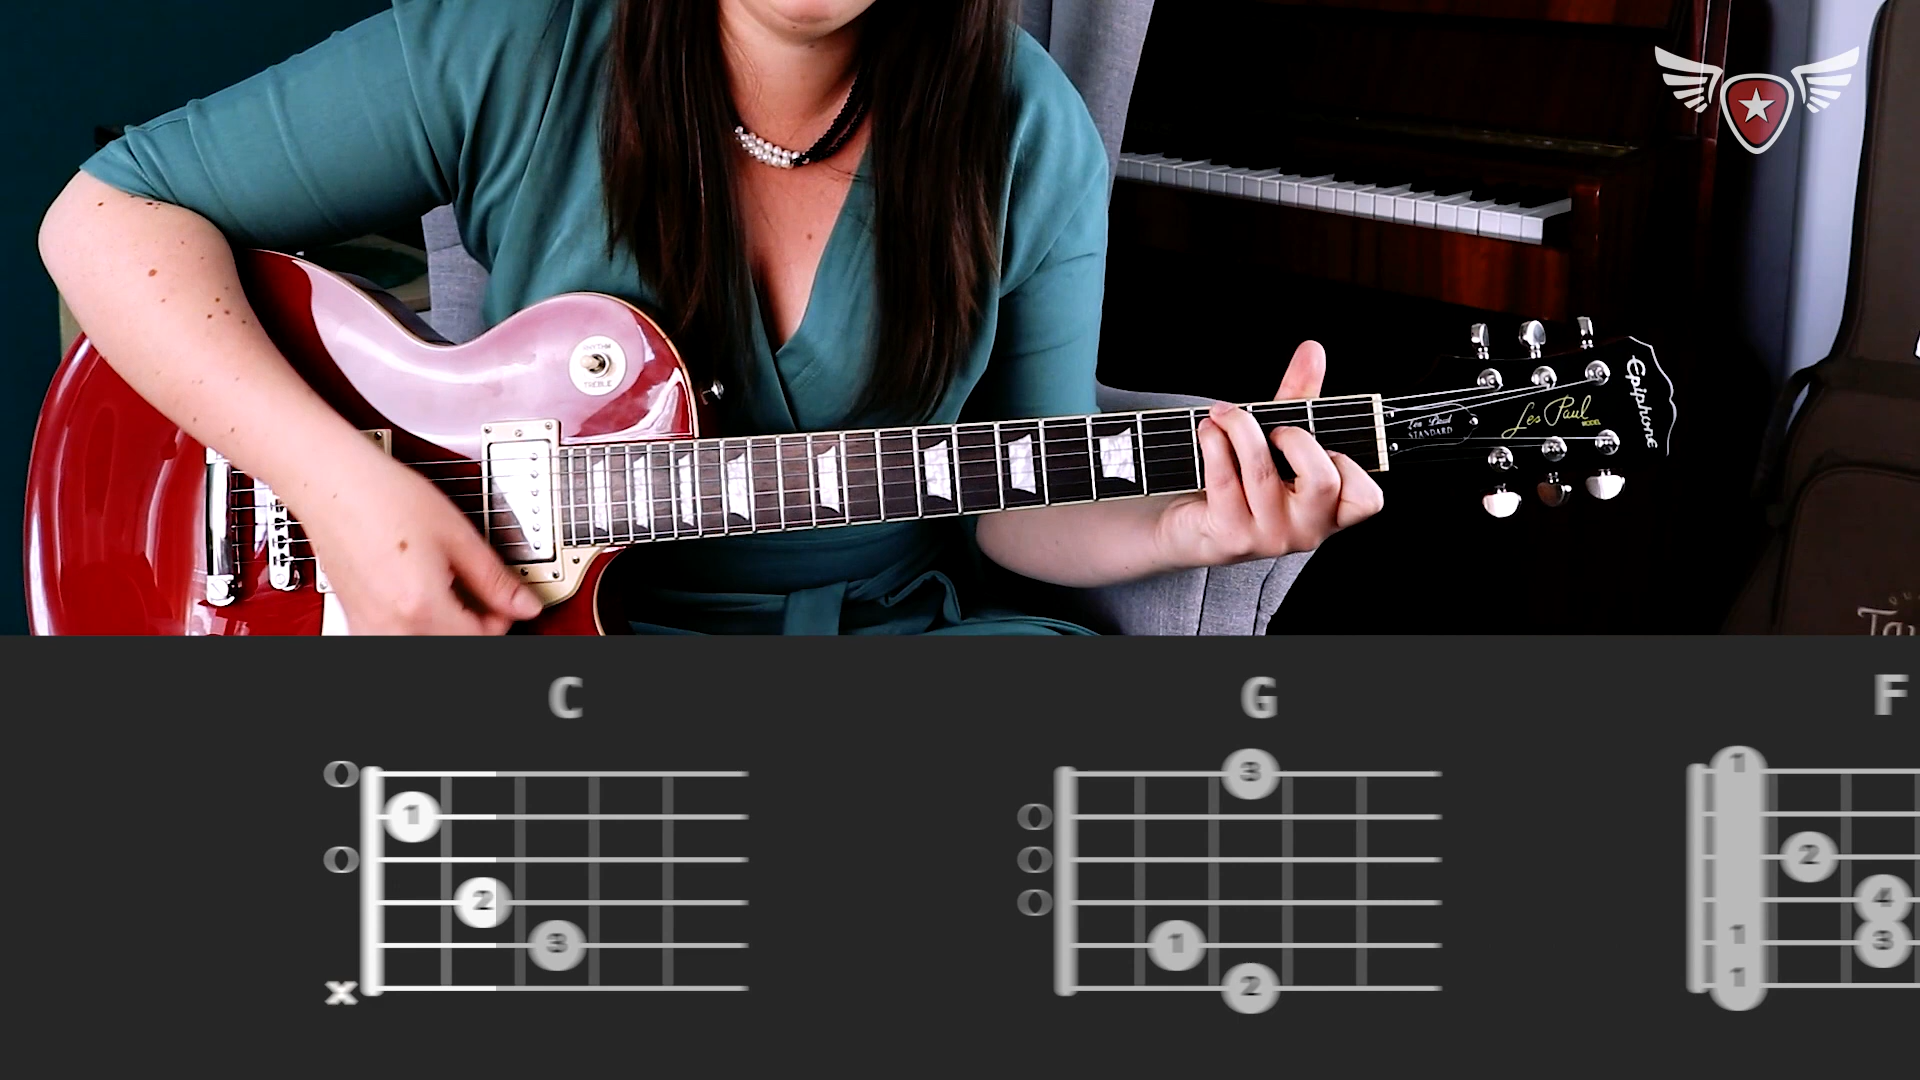 RHYTHM
TREBLE
Les Paul
STANDARD
Les Paul
MODEL
Epiphone
C
G
F
O
1
O
2
3
x
3
O
O
O
1
2
1
2
4
1
3
1